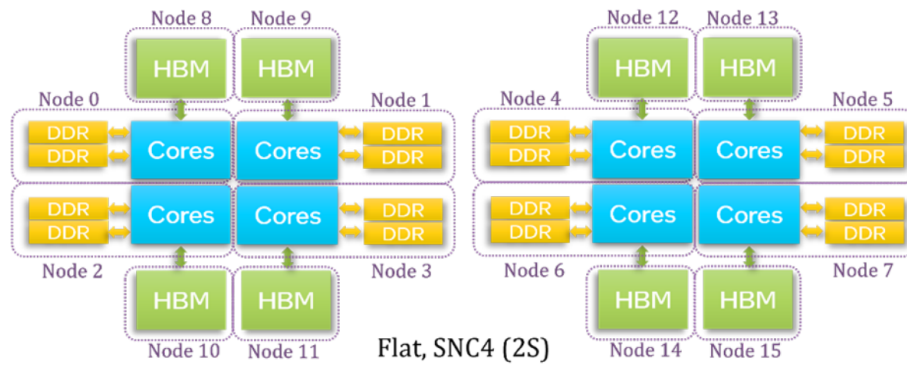 Node 8 Node 9 Node 12 Node 13
HBM HBM HBM HBM
Node 0 Node 1 Node 4 Node 5
DDR DDR DDR DDR
Cores Cores Cores Cores
DDR DDR DDR DDR
DDR DDR DDR DDR
Cores Cores Cores Cores
DDR DDR DDR DDR
Node 2 Node 3 Node 6 Node 7
HBM HBM HBM HBM
Node 10 Node 11 Flat, SNC4 (2S) Node 14 Node 15